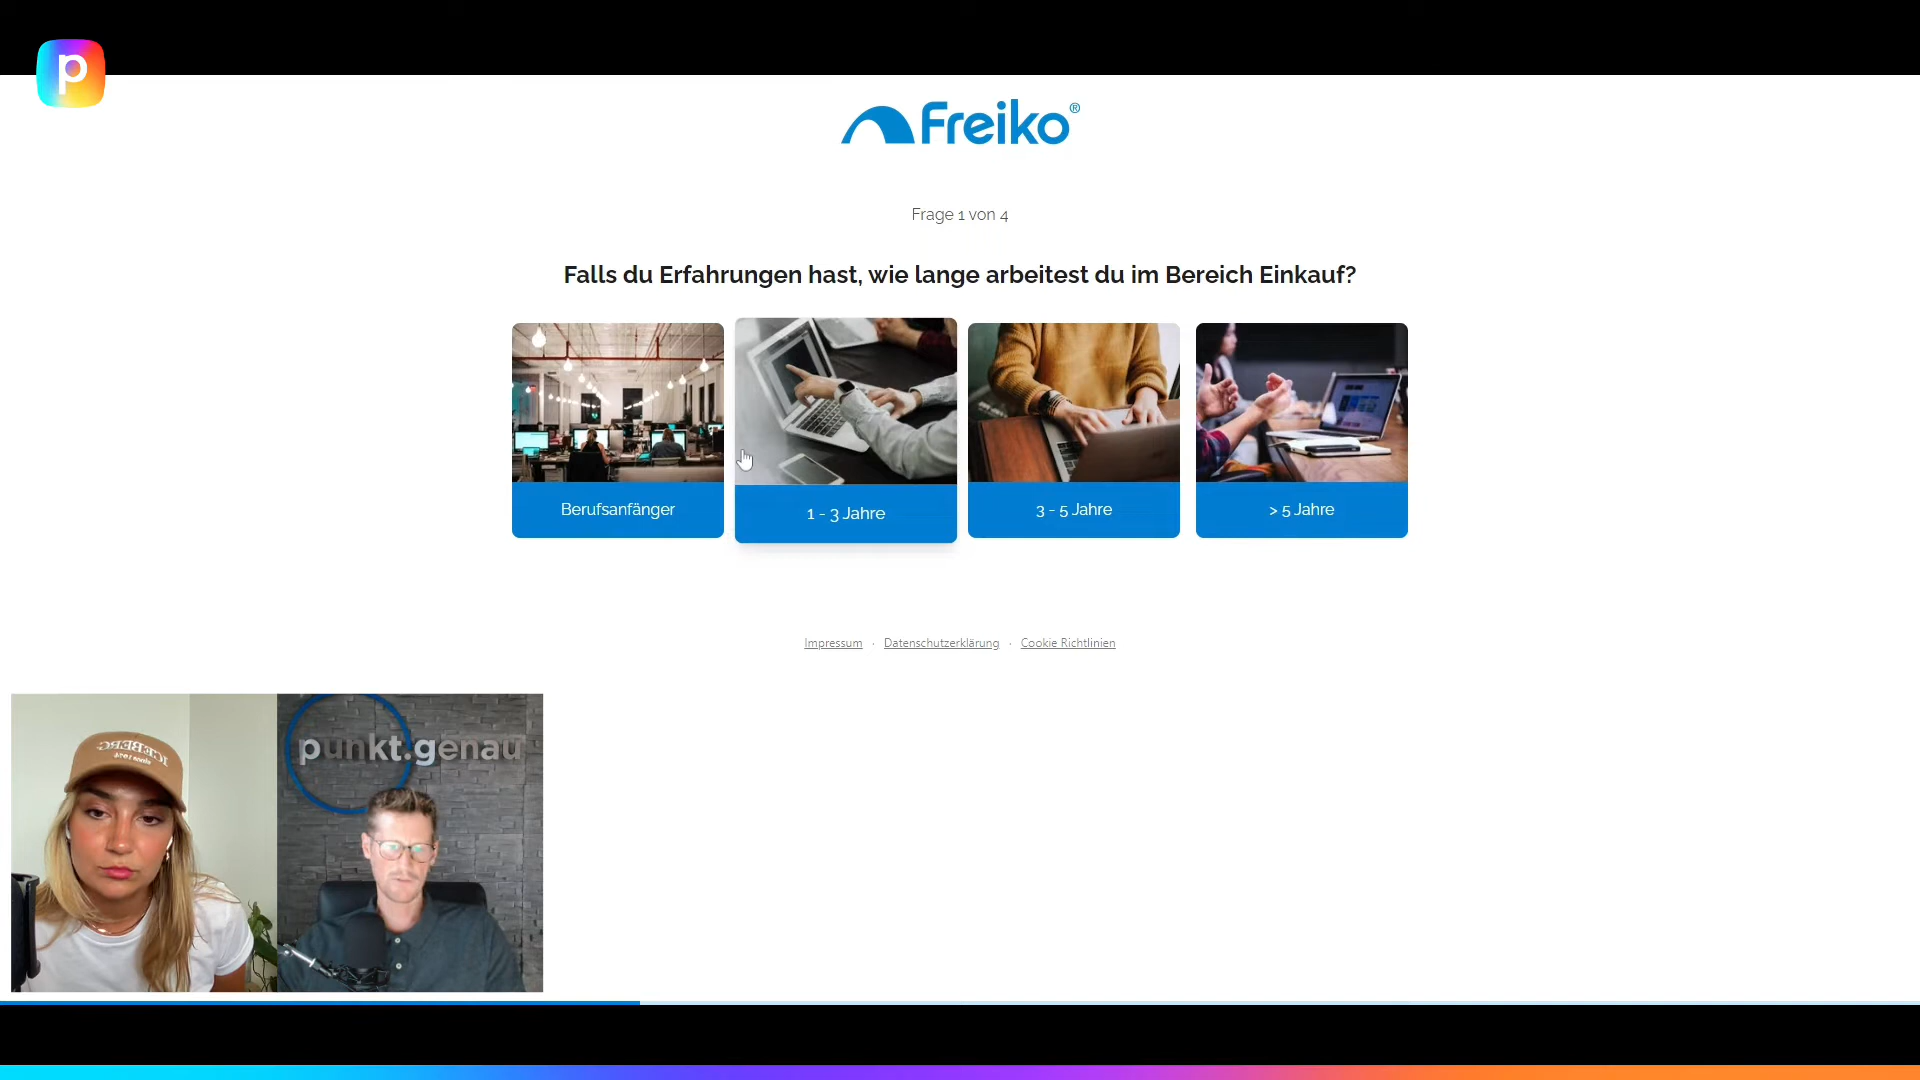 p
Freiko®
Frage 1 von 4
Falls du Erfahrungen hast, wie lange arbeitest du im Bereich Einkauf?
Berufsanfänger
1 - 3 Jahre
3 - 5 Jahre
> 5 Jahre
Impressum · Datenschutzerklärung · Cookie Richtlinien
ICEBERG
punkt.genau